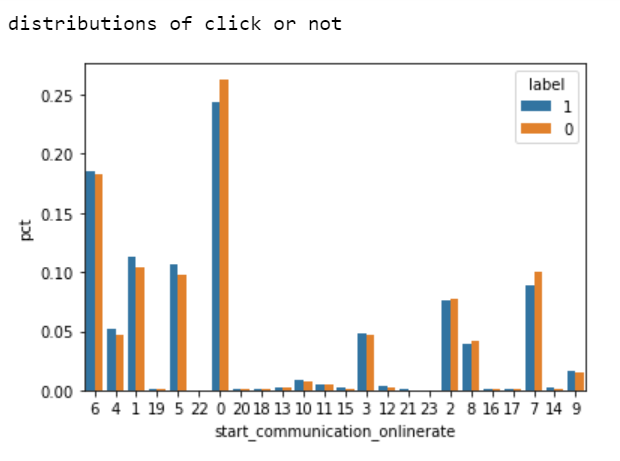 distributions of click or not
label
1
0
0.25
0.20
0.15
0.10
0.05
0.00
pct
6 4 1 19 5 22 0 20 18 13 10 11 15 3 12 21 23 2 8 16 17 7 14 9
start_communication_onlinerate